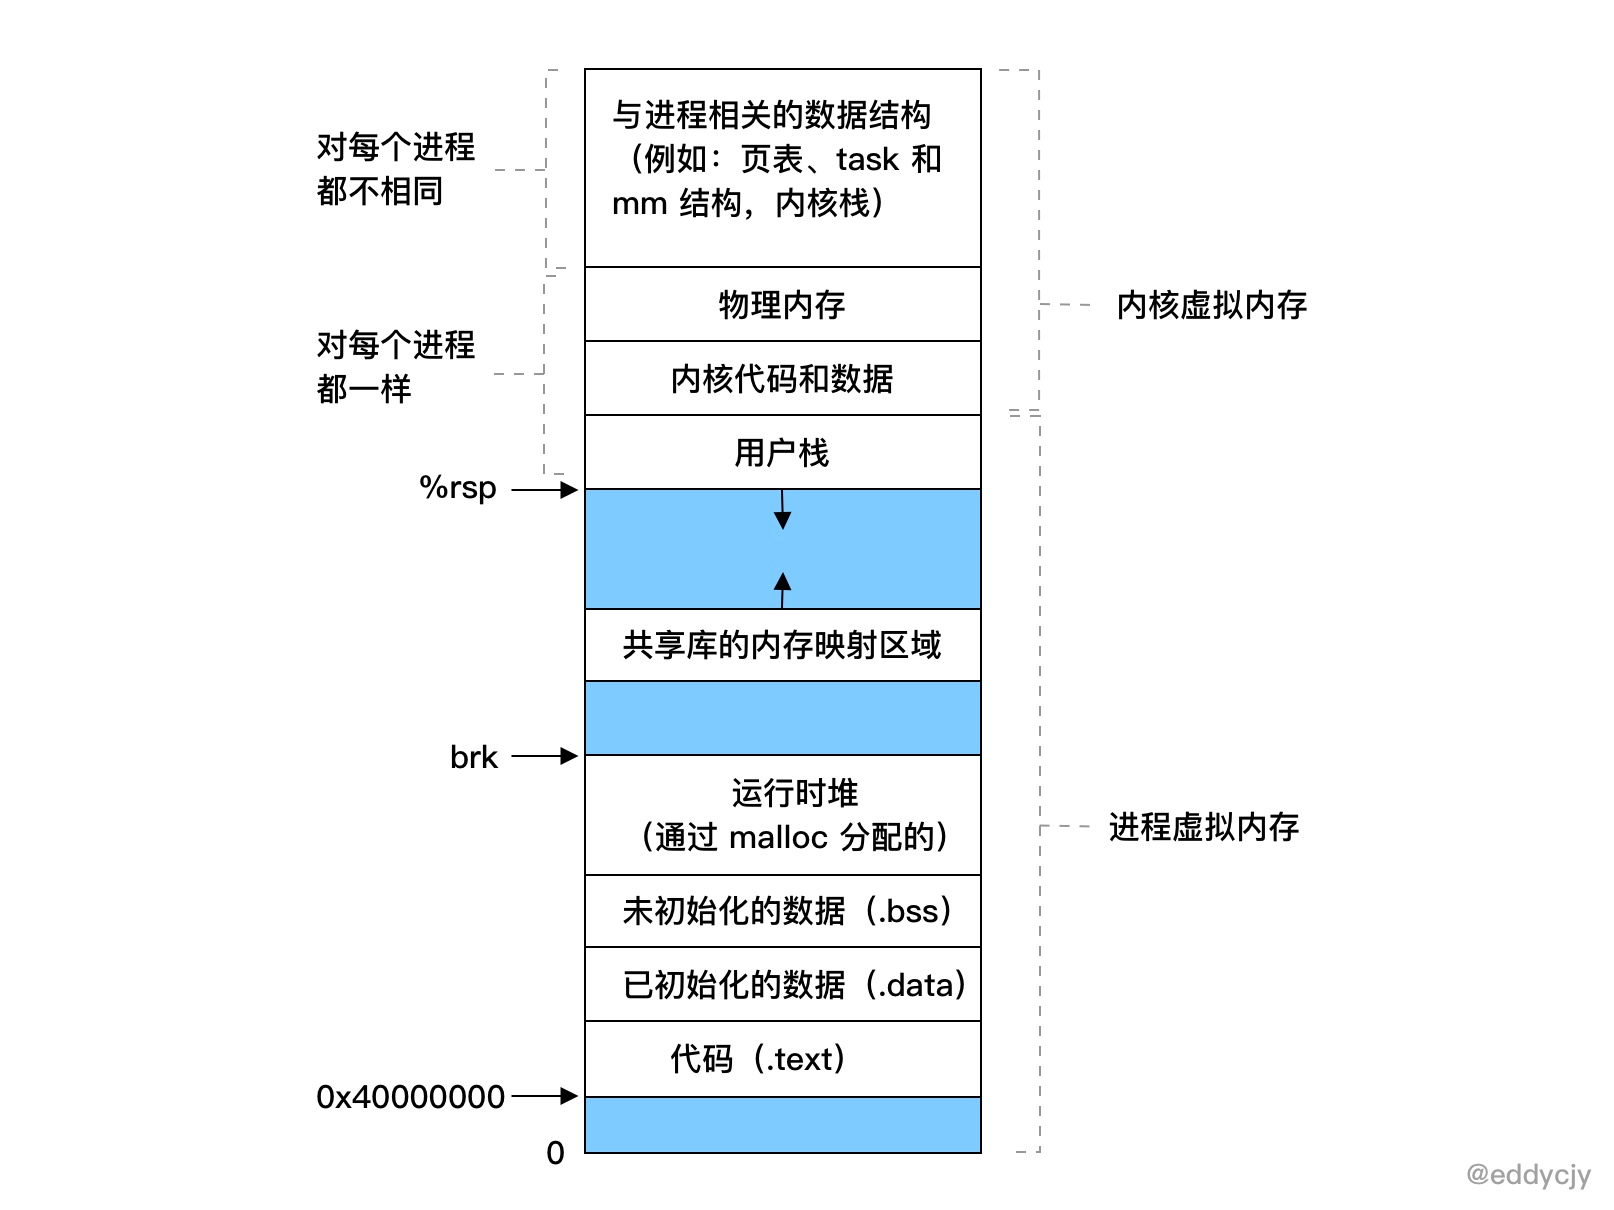 与进程相关的数据结构
（例如：页表、task 和
mm 结构，内核栈）
对每个进程
都不相同
物理内存
内核虚拟内存
对每个进程
都一样
内核代码和数据
用户栈
%rsp
共享库的内存映射区域
brk
运行时堆
（通过 malloc 分配的）
进程虚拟内存
未初始化的数据（.bss）
已初始化的数据（.data）
代码（.text）
0x40000000
0
@eddycjy